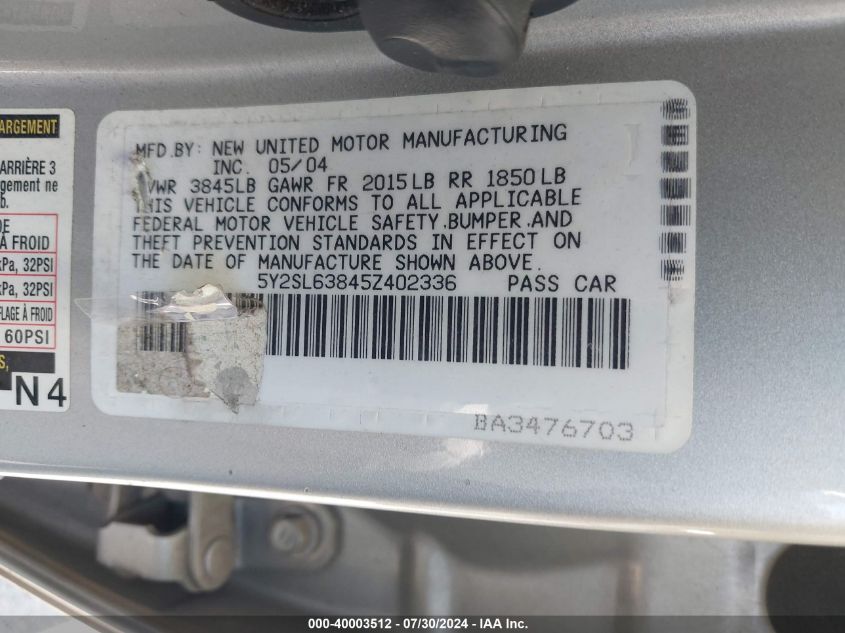 ARGEMENT
ARRIÈRE 3
argement ne
b.
DE
À FROID
kPa, 32PSI
kPa, 32PSI
FLAGE À FROID
60PSI
S,
N4
MFD.BY: NEW UNITED MOTOR MANUFACTURING
INC. 05/04
VWR 3845LB GAWR FR 2015LB RR 1850LB
THIS VEHICLE CONFORMS TO ALL APPLICABLE
FEDERAL MOTOR VEHICLE SAFETY,BUMPER,AND
THEFT PREVENTION STANDARDS IN EFFECT ON
THE DATE OF MANUFACTURE SHOWN ABOVE.
5Y2SL63845Z402336 PASS CAR
BA3476703
000-40003512 - 07/30/2024 - IAA Inc.